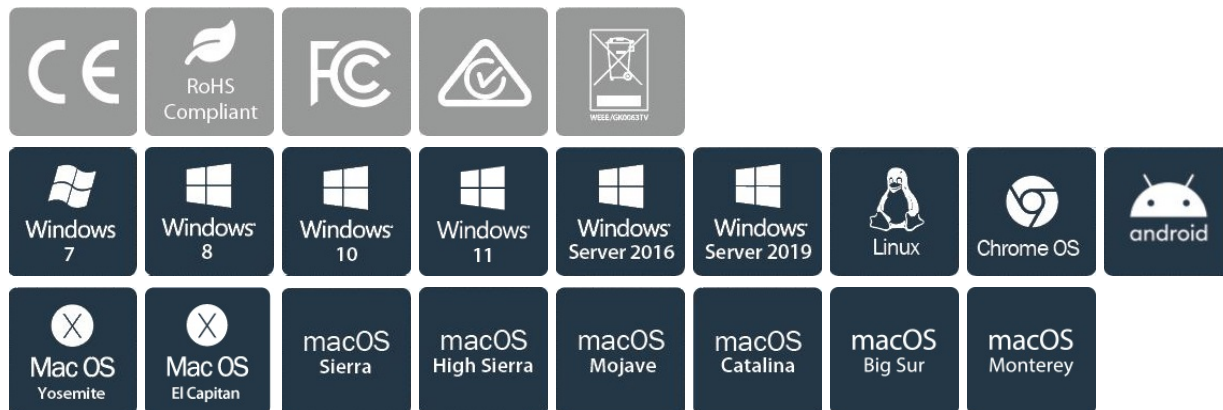 CE
RoHS
Compliant
FC
WEEE/GK0063TV
Windows
7
Windows
8
Windows
10
Windows
11
Windows
Server 2016
Windows
Server 2019
Linux
Chrome OS
android
X
Mac OS
Yosemite
X
Mac OS
El Capitan
macOS
Sierra
macOS
High Sierra
macOS
Mojave
macOS
Catalina
macOS
Big Sur
macOS
Monterey